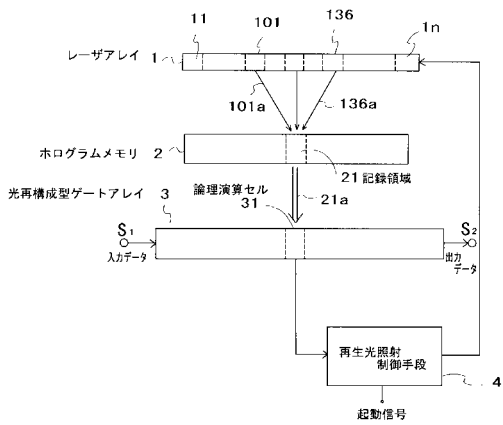 11 101 136 1n
レーザアレイ 1
101a 136a
ホログラムメモリ 2
21 記録領域
光再構成型ゲートアレイ 論理演算セル 21a
3 31
S1 S2
入力データ 出力
データ
再生光照射
制御手段
4
起動信号